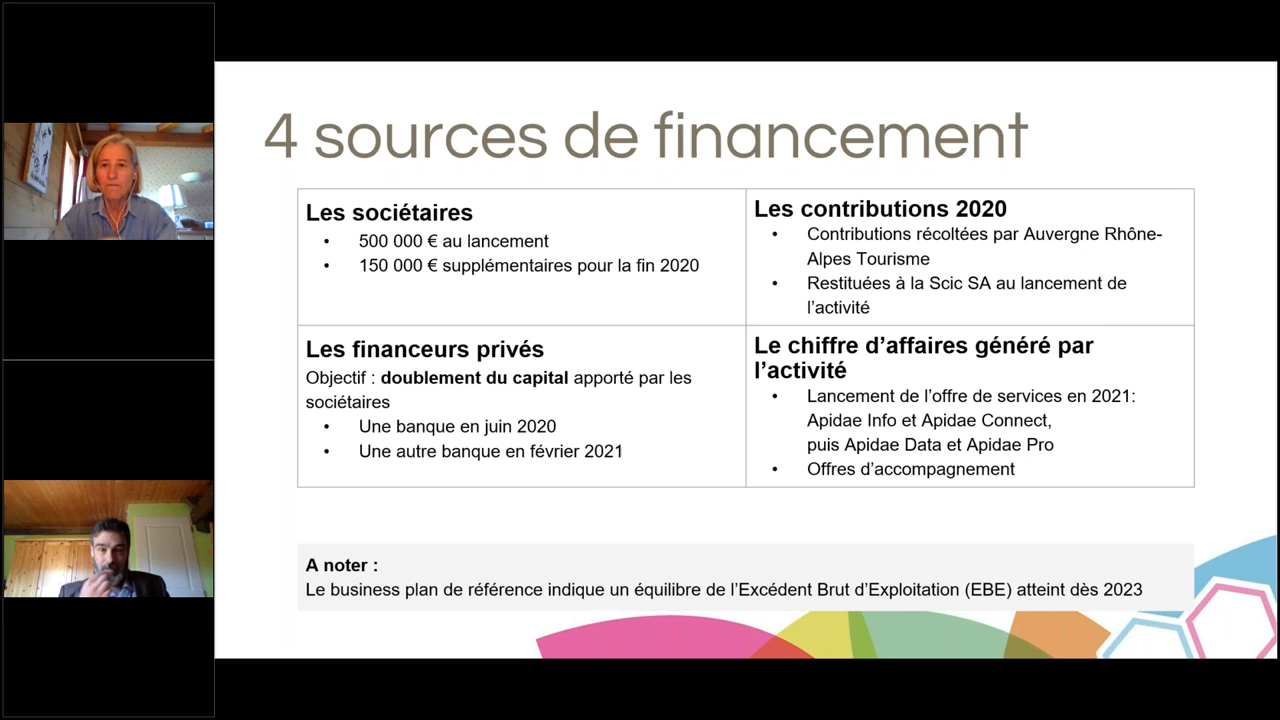 4 sources de financement
Les sociétaires
• 500 000 € au lancement
• 150 000 € supplémentaires pour la fin 2020
Les contributions 2020
• Contributions récoltées par Auvergne Rhône-
Alpes Tourisme
• Restituées à la Scic SA au lancement de
l’activité
Les financeurs privés
Objectif : doublement du capital apporté par les
sociétaires
• Une banque en juin 2020
• Une autre banque en février 2021
Le chiffre d’affaires généré par
l’activité
• Lancement de l’offre de services en 2021:
Apidae Info et Apidae Connect,
puis Apidae Data et Apidae Pro
• Offres d’accompagnement
A noter :
Le business plan de référence indique un équilibre de l’Excédent Brut d’Exploitation (EBE) atteint dès 2023